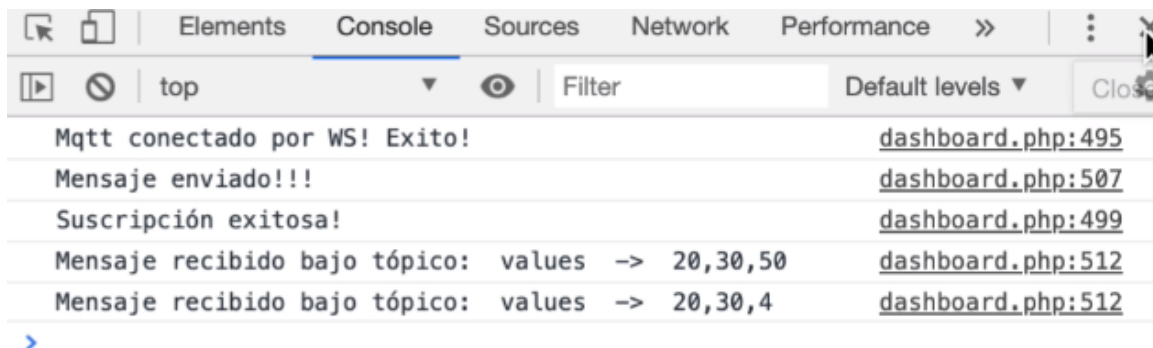 Elements Console Sources Network Performance »
top Filter Default levels
Mqtt conectado por WS! Exito! dashboard.php:495
Mensaje enviado!!! dashboard.php:507
Suscripción exitosa! dashboard.php:499
Mensaje recibido bajo tópico: values –> 20,30,50 dashboard.php:512
Mensaje recibido bajo tópico: values –> 20,30,4 dashboard.php:512
>